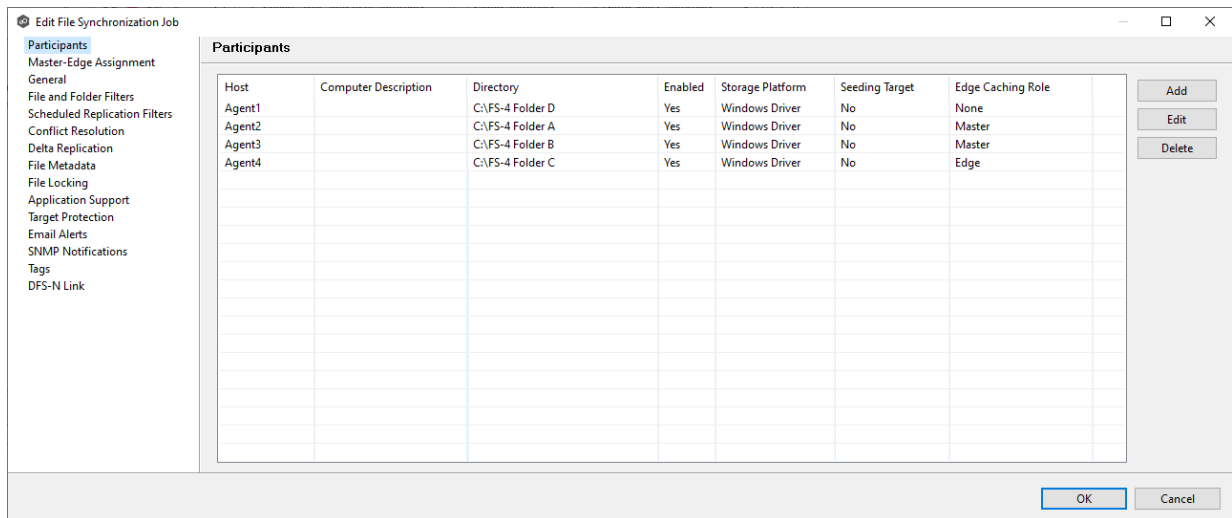 Edit File Synchronization Job
Participants
Master-Edge Assignment
General
File and Folder Filters
Scheduled Replication Filters
Conflict Resolution
Delta Replication
File Metadata
File Locking
Application Support
Target Protection
Email Alerts
SNMP Notifications
Tags
DFS-N Link
Participants
Host Computer Description Directory Enabled Storage Platform Seeding Target Edge Caching Role
Agent1 C:\FS-4 Folder D Yes Windows Driver No None
Agent2 C:\FS-4 Folder A Yes Windows Driver No Master
Agent3 C:\FS-4 Folder B Yes Windows Driver No Master
Agent4 C:\FS-4 Folder C Yes Windows Driver No Edge
Add
Edit
Delete
OK Cancel